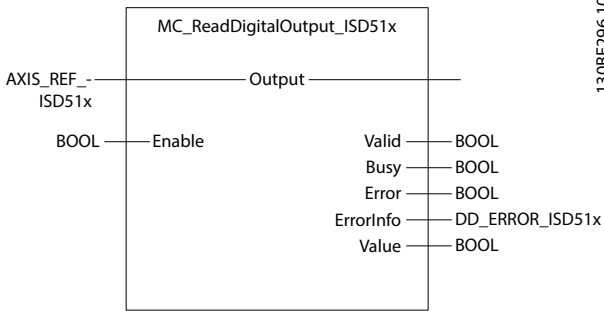 MC_ReadDigitalOutput_ISD51x
AXIS_REF_-
ISD51x
Output
BOOL
Enable
Valid
BOOL
Busy
BOOL
Error
BOOL
ErrorInfo
DD_ERROR_ISD51x
Value
BOOL